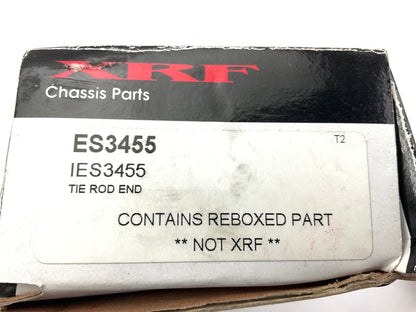 XRF
Chassis Parts
ES3455
T2
IES3455
TIE ROD END
CONTAINS REBOXED PART
** NOT XRF **